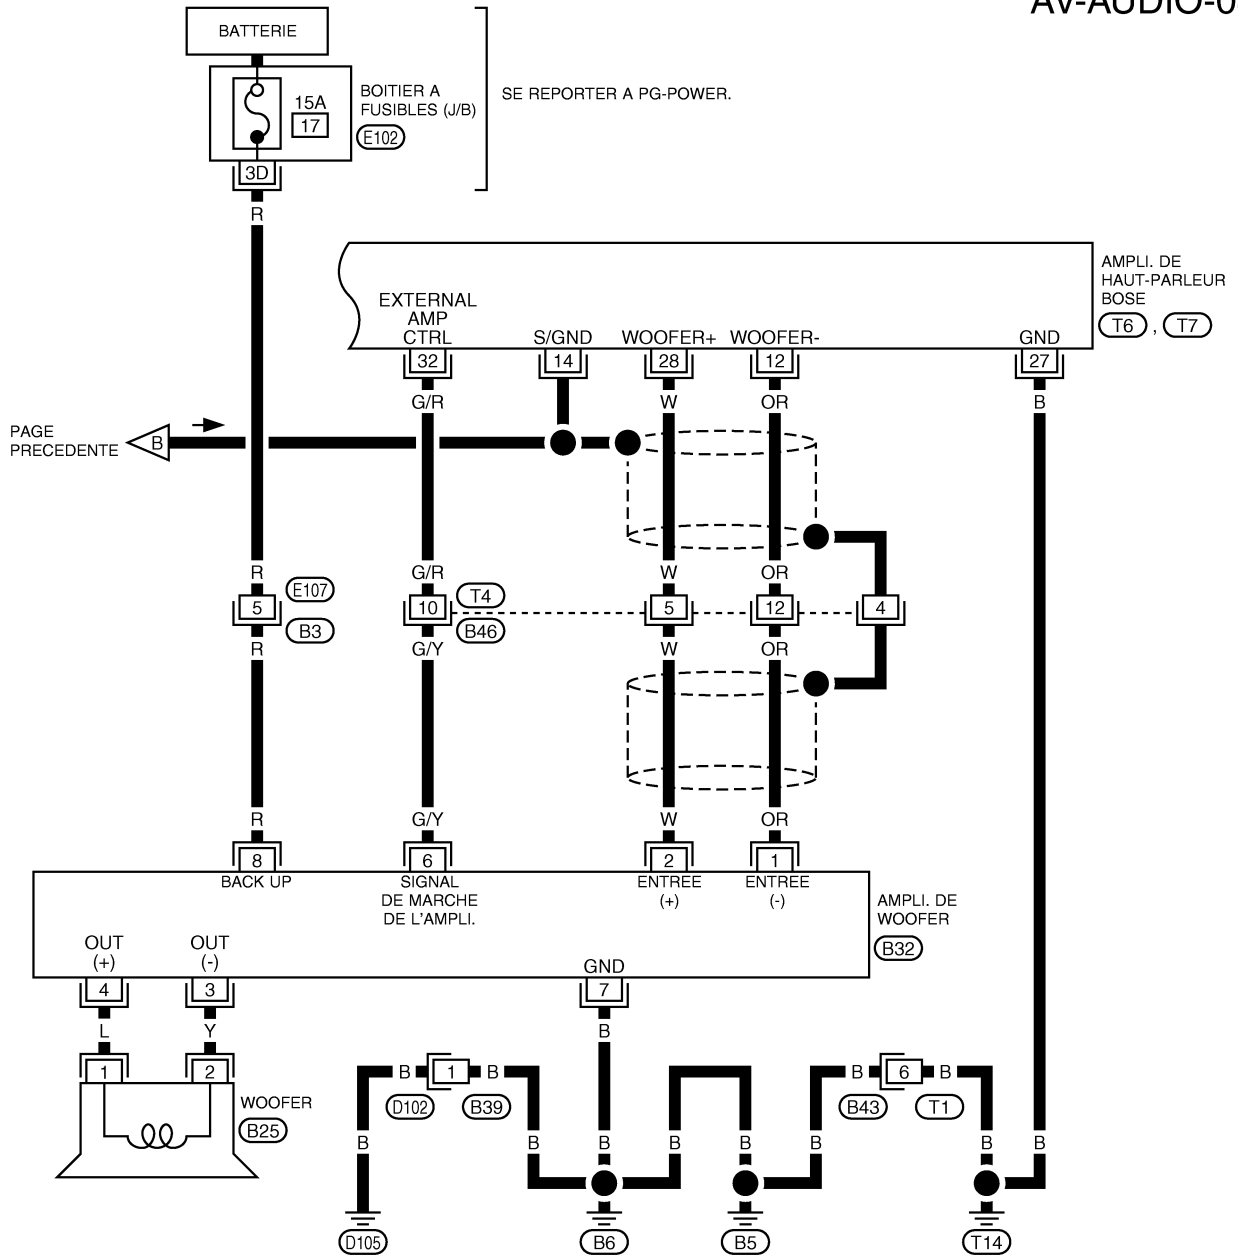 AV-AUDIO-0
BATTERIE
15A
17
BOITIER A
FUSIBLES (J/B)
E102
SE REPORTER A PG-POWER.
3D
R
AMPLI. DE
HAUT-PARLEUR
BOSE
T6 , T7
EXTERNAL
AMP
CTRL
S/GND
WOOFER+
WOOFER-
GND
32
14
28
12
27
G/R
W
OR
B
PAGE
PRECEDENTE
B
R
G/R
W
OR
E107
T4
5
10
5
12
4
B3
B46
R
G/Y
W
OR
R
G/Y
W
OR
8
6
2
1
BACK UP
SIGNAL
DE MARCHE
DE L'AMPLI.
ENTREE
(+)
ENTREE
(-)
AMPLI. DE
WOOFER
B32
OUT
(+)
OUT
(-)
GND
4
3
7
L
Y
B
1
2
B
1
B
B
6
B
WOOFER
B25
D102
B39
B43
T1
B
B
B
B
B
B
B
B
D105
B6
B5
T14